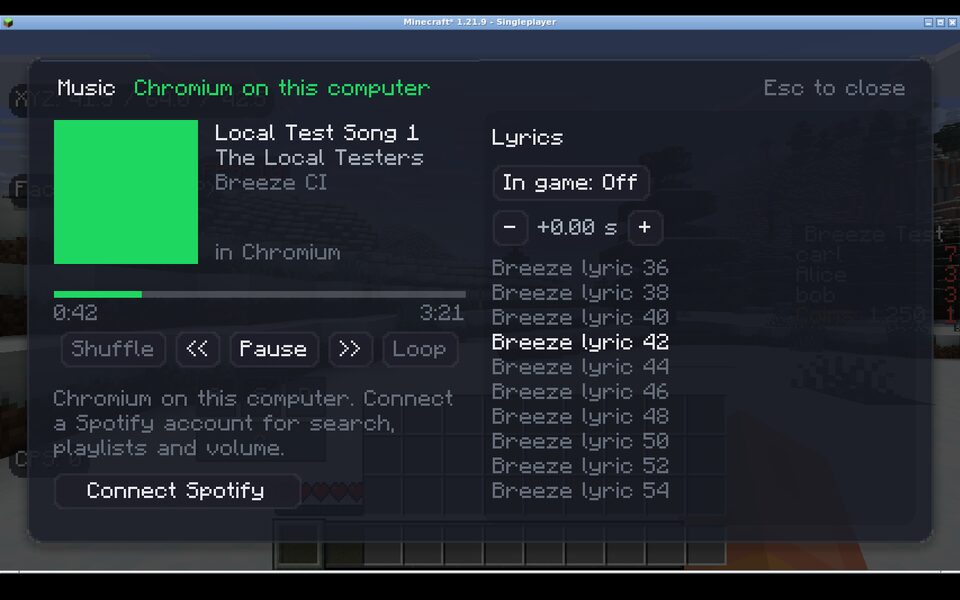 Minecraft* 1.21.9 - Singleplayer
Music Chromium on this computer
Esc to close
Local Test Song 1
The Local Testers
Breeze CI
in Chromium
0:42
3:21
Shuffle << Pause >> Loop
Chromium on this computer. Connect
a Spotify account for search,
playlists and volume.
Connect Spotify
Lyrics
In game: Off
- +0.00 s +
Breeze lyric 36
Breeze lyric 38
Breeze lyric 40
Breeze lyric 42
Breeze lyric 44
Breeze lyric 46
Breeze lyric 48
Breeze lyric 50
Breeze lyric 52
Breeze lyric 54
Breeze Test
carl 7
Alice 3
bob 3